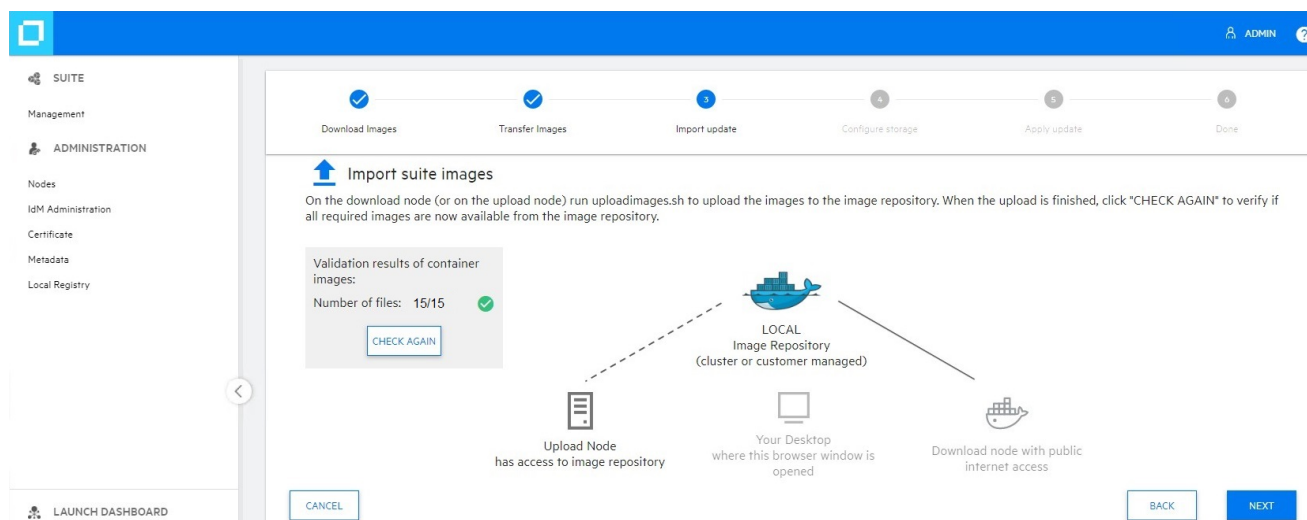 ADMIN
?
SUITE
Management
ADMINISTRATION
Nodes
IdM Administration
Certificate
Metadata
Local Registry
LAUNCH DASHBOARD
Download Images
Transfer Images
3
Import update
4
Configure storage
5
Apply update
6
Done
Import suite images
On the download node (or on the upload node) run uploadimages.sh to upload the images to the image repository. When the upload is finished, click "CHECK AGAIN" to verify if
all required images are now available from the image repository.
Validation results of container
images:
Number of files: 15/15
CHECK AGAIN
LOCAL
Image Repository
(cluster or customer managed)
Upload Node
has access to image repository
Your Desktop
where this browser window is
opened
Download node with public
internet access
CANCEL
BACK
NEXT